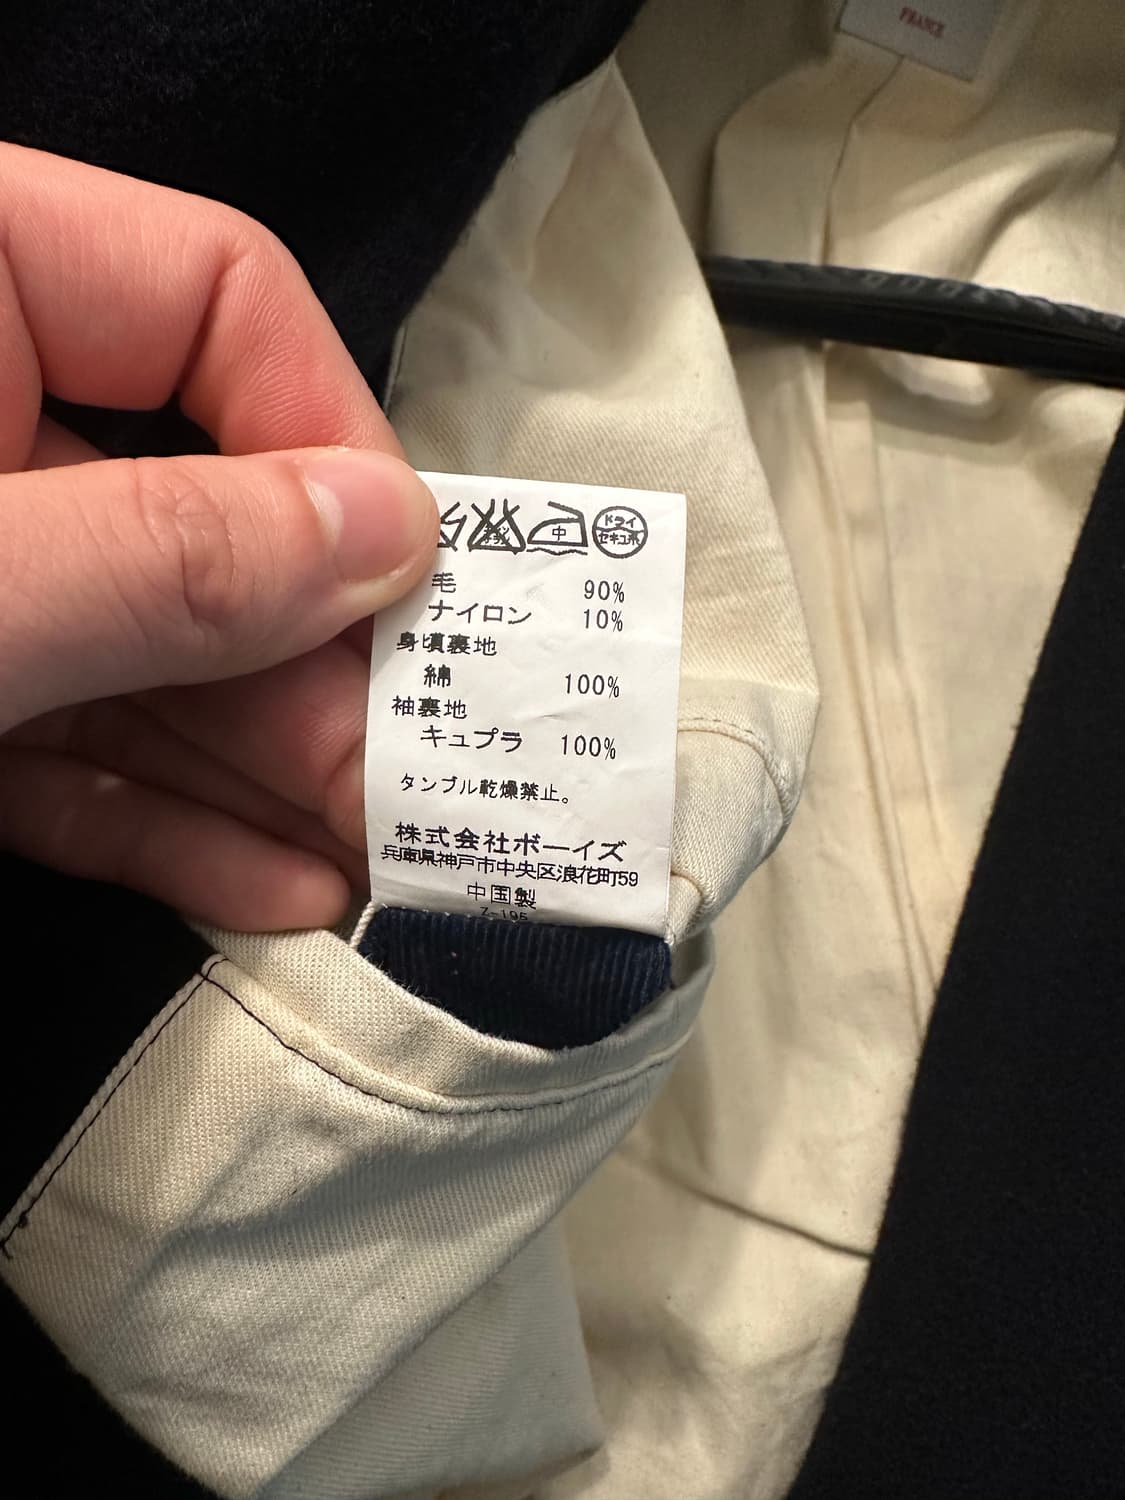 FRANCE
中
ドライ
セキユ系
毛 90%
ナイロン 10%
身頃裏地
綿 100%
袖裏地
キュプラ 100%
タンブル乾燥禁止。
株式会社ボーイズ
兵庫県神戸市中央区浪花町59
中国製
Z-195